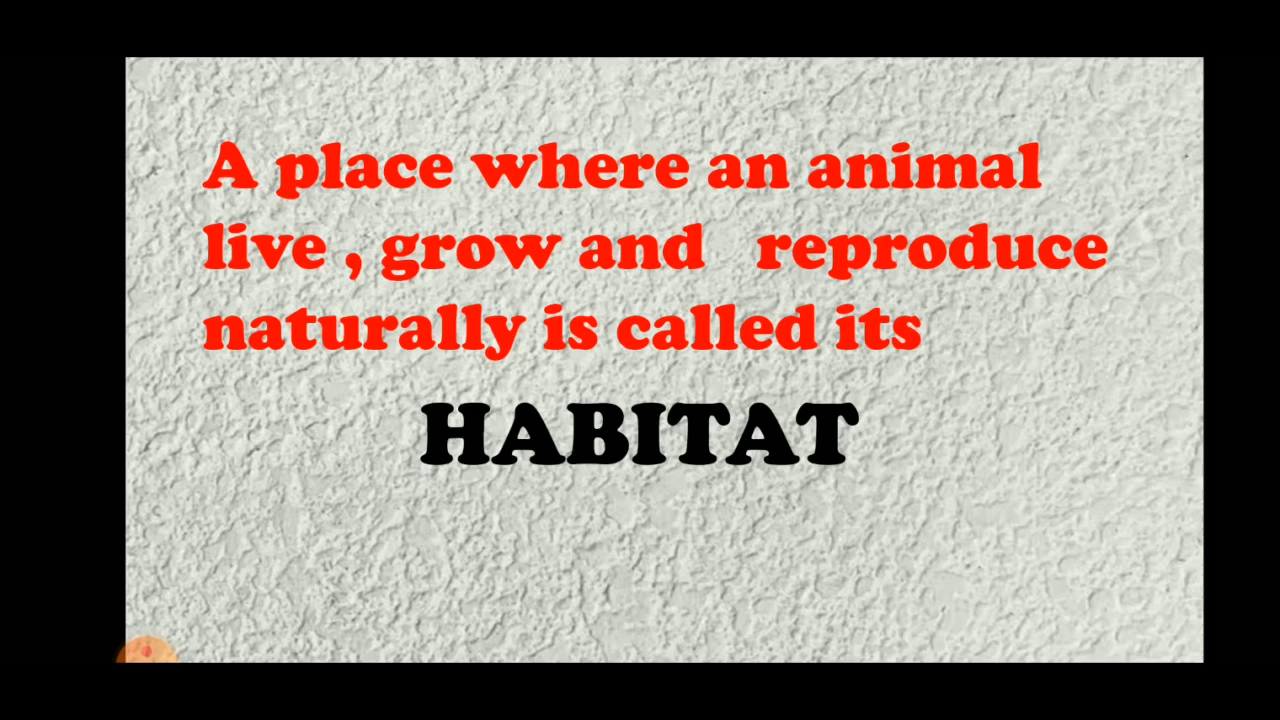 A place where an animal
live , grow and   reproduce
naturally is called its
HABITAT